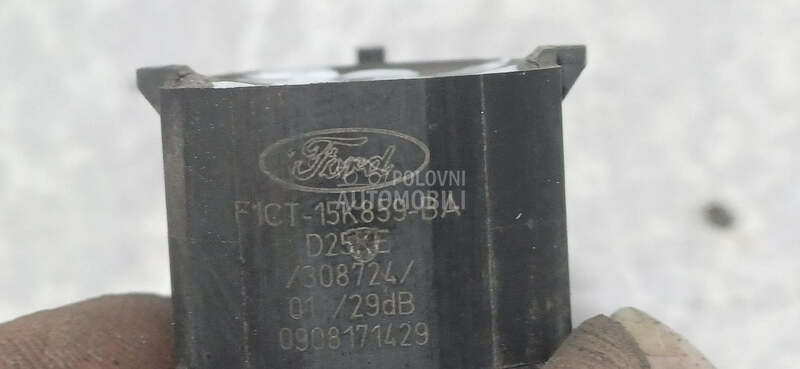 Ford
POLOVNI
AUTOMOBILI
F1CT-15K859-BA
D25KE
/308724/
01 /29dB
0908171429